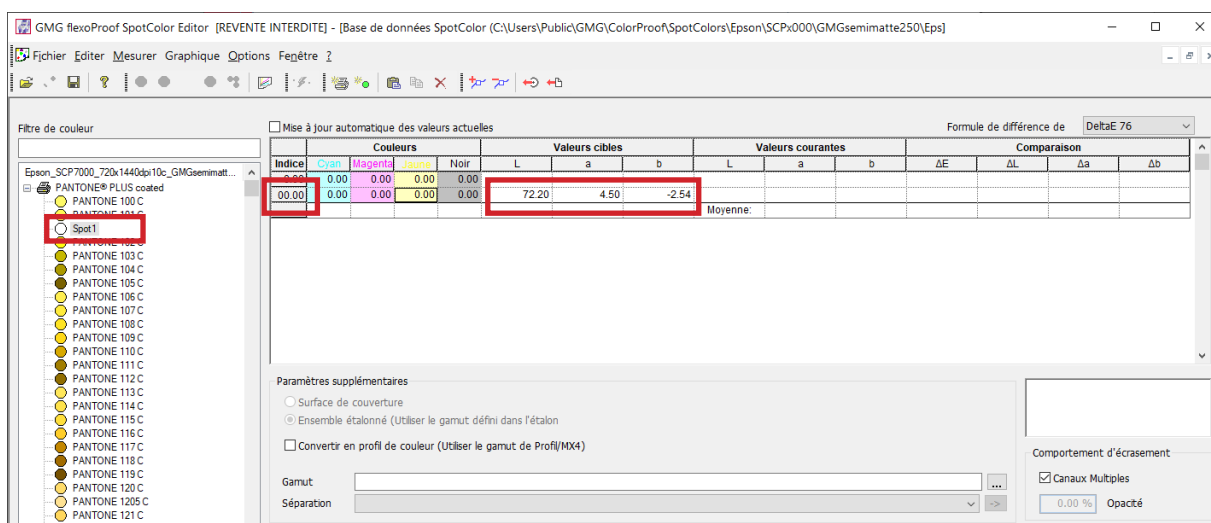 GMG flexoProof SpotColor Editor [REVENTE INTERDITE] - [Base de données SpotColor (C:\Users\Public\GMG\ColorProof\SpotColors\Epson\SCPx000\GMGsemimatte250\Eps]
Fichier Editer Mesurer Graphique Options Fenêtre ?
Filtre de couleur
Mise à jour automatique des valeurs actuelles
Formule de différence de DeltaE 76
Couleurs Valeurs cibles Valeurs courantes Comparaison
Indice Cyan Magenta Jaune Noir L a b L a b ΔE ΔL Δa Δb
0.00 0.00 0.00 0.00 0.00
00.00 0.00 0.00 0.00 0.00 72.20 4.50 -2.54
Moyenne:
Epson_SCP7000_720x1440dpi10c_GMGsemimatt...
PANTONE® PLUS coated
PANTONE 100 C
PANTONE 101 C
Spot1
PANTONE 102 C
PANTONE 103 C
PANTONE 104 C
PANTONE 105 C
PANTONE 106 C
PANTONE 107 C
PANTONE 108 C
PANTONE 109 C
PANTONE 110 C
PANTONE 111 C
PANTONE 112 C
PANTONE 113 C
PANTONE 114 C
PANTONE 115 C
PANTONE 116 C
PANTONE 117 C
PANTONE 118 C
PANTONE 119 C
PANTONE 120 C
PANTONE 1205 C
PANTONE 121 C
Paramètres supplémentaires
Surface de couverture
Ensemble étalonné (Utiliser le gamut défini dans l'étalon
Convertir en profil de couleur (Utiliser le gamut de Profil/MX4)
Gamut ...
Séparation ->
Comportement d'écrasement
Canaux Multiples
0.00 % Opacité